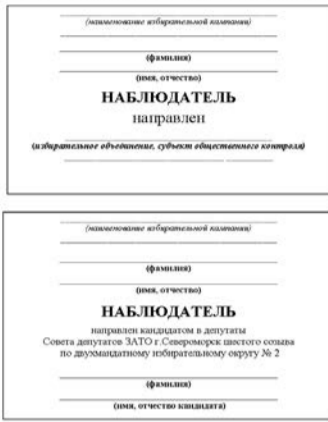 (наименование избирательной кампании)
(фамилия)
(имя, отчество)
НАБЛЮДАТЕЛЬ
направлен
(избирательное объединение, субъект общественного контроля)
(наименование избирательной кампании)
(фамилия)
(имя, отчество)
НАБЛЮДАТЕЛЬ
направлен кандидатом в депутаты
Совета депутатов ЗАТО г.Североморск шестого созыва
по двухмандатному избирательному округу № 2
(фамилия)
(имя, отчество кандидата)